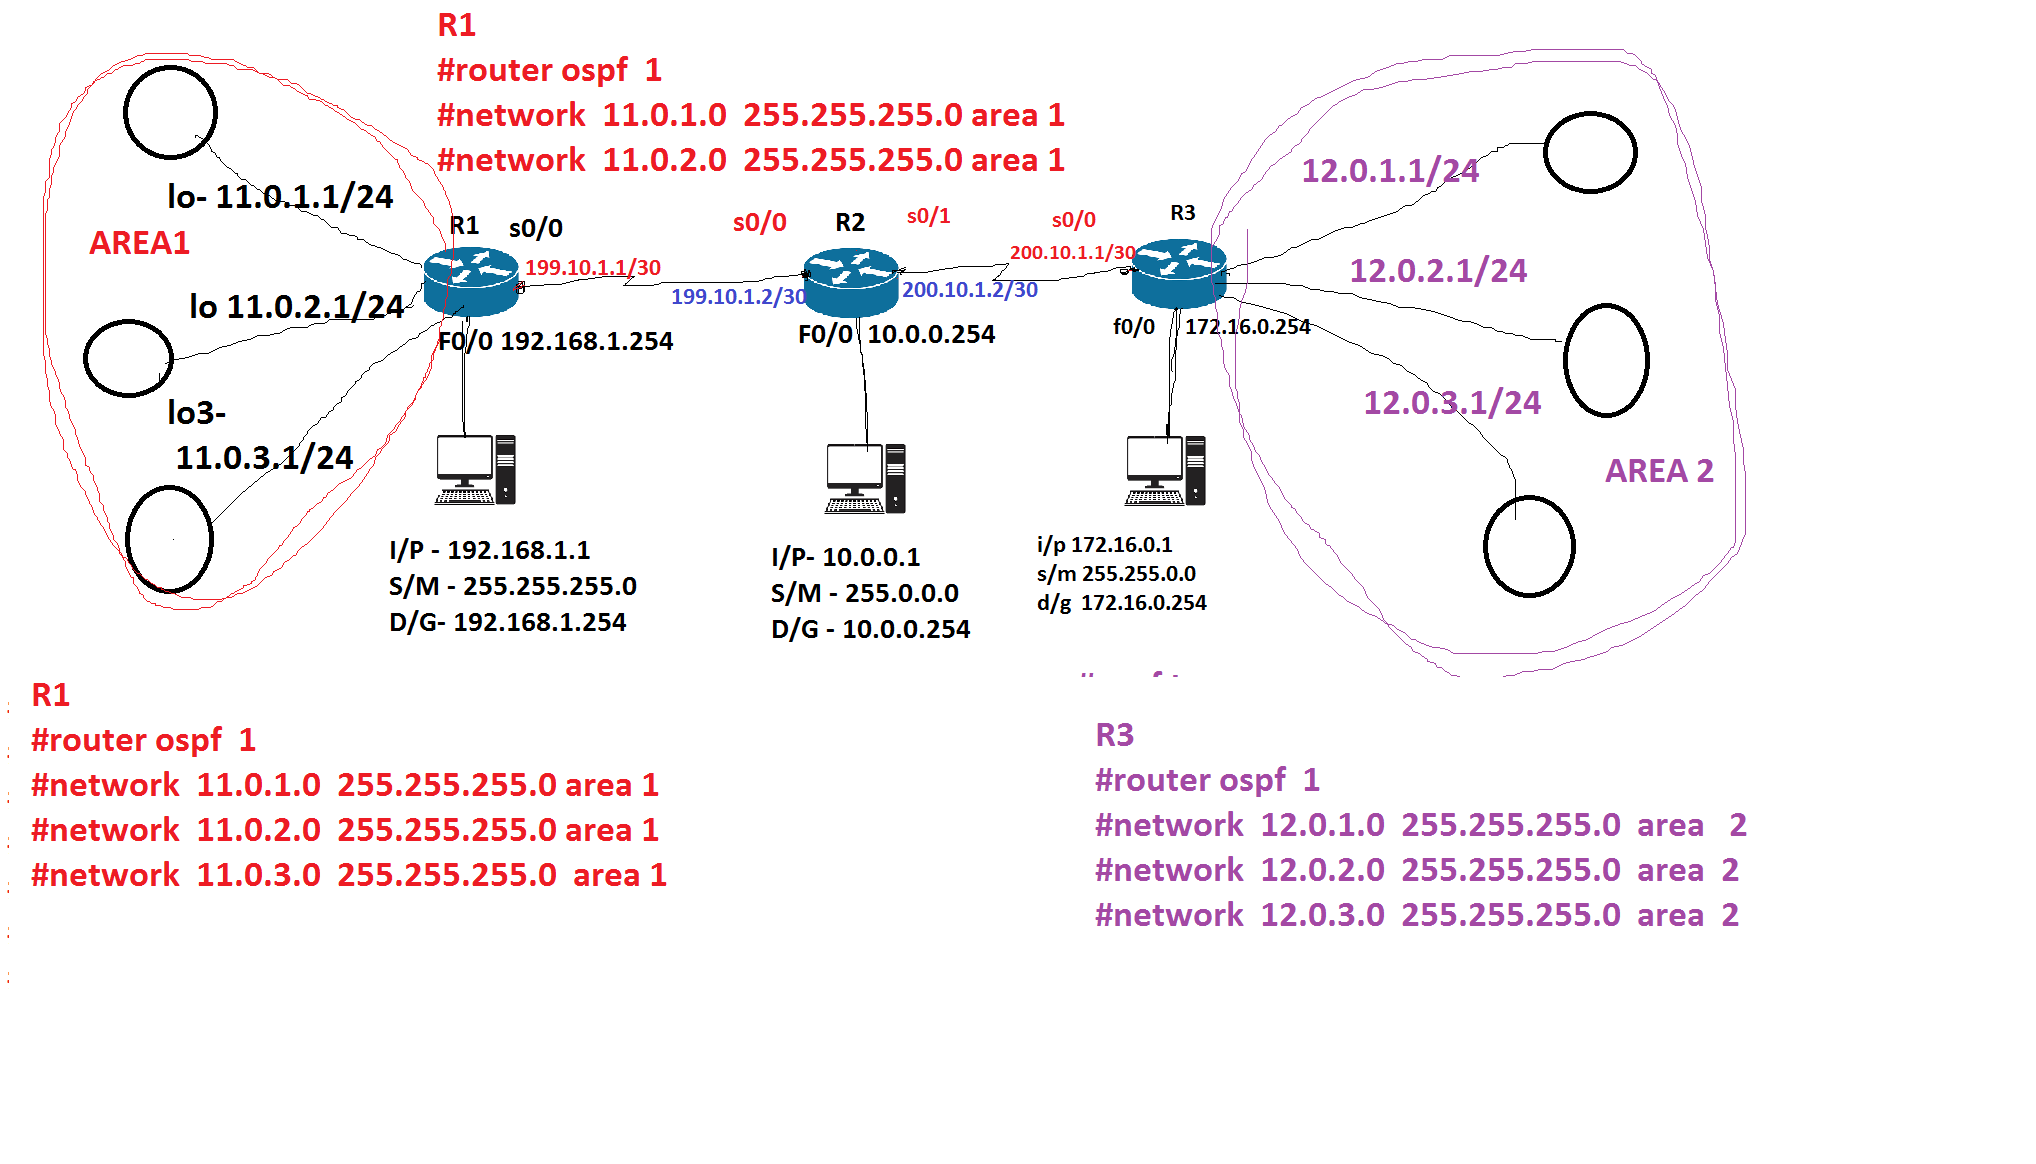 R1
#router ospf  1
#network  11.0.1.0  255.255.255.0 area 1
#network  11.0.2.0  255.255.255.0 area 1
lo- 11.0.1.1/24
AREA1
lo 11.0.2.1/24
lo3-
11.0.3.1/24
R1
s0/0
199.10.1.1/30
F0/0 192.168.1.254
s0/0
R2
s0/1
199.10.1.2/30
200.10.1.2/30
F0/0  10.0.0.254
s0/0
R3
200.10.1.1/30
f0/0
172.16.0.254
12.0.1.1/24
12.0.2.1/24
12.0.3.1/24
AREA 2
I/P - 192.168.1.1
S/M - 255.255.255.0
D/G- 192.168.1.254
I/P- 10.0.0.1
S/M - 255.0.0.0
D/G - 10.0.0.254
i/p 172.16.0.1
s/m 255.255.0.0
d/g  172.16.0.254
R1
#router ospf  1
#network  11.0.1.0  255.255.255.0 area 1
#network  11.0.2.0  255.255.255.0 area 1
#network  11.0.3.0  255.255.255.0  area 1
R3
#router ospf  1
#network  12.0.1.0  255.255.255.0  area   2
#network  12.0.2.0  255.255.255.0  area  2
#network  12.0.3.0  255.255.255.0  area  2